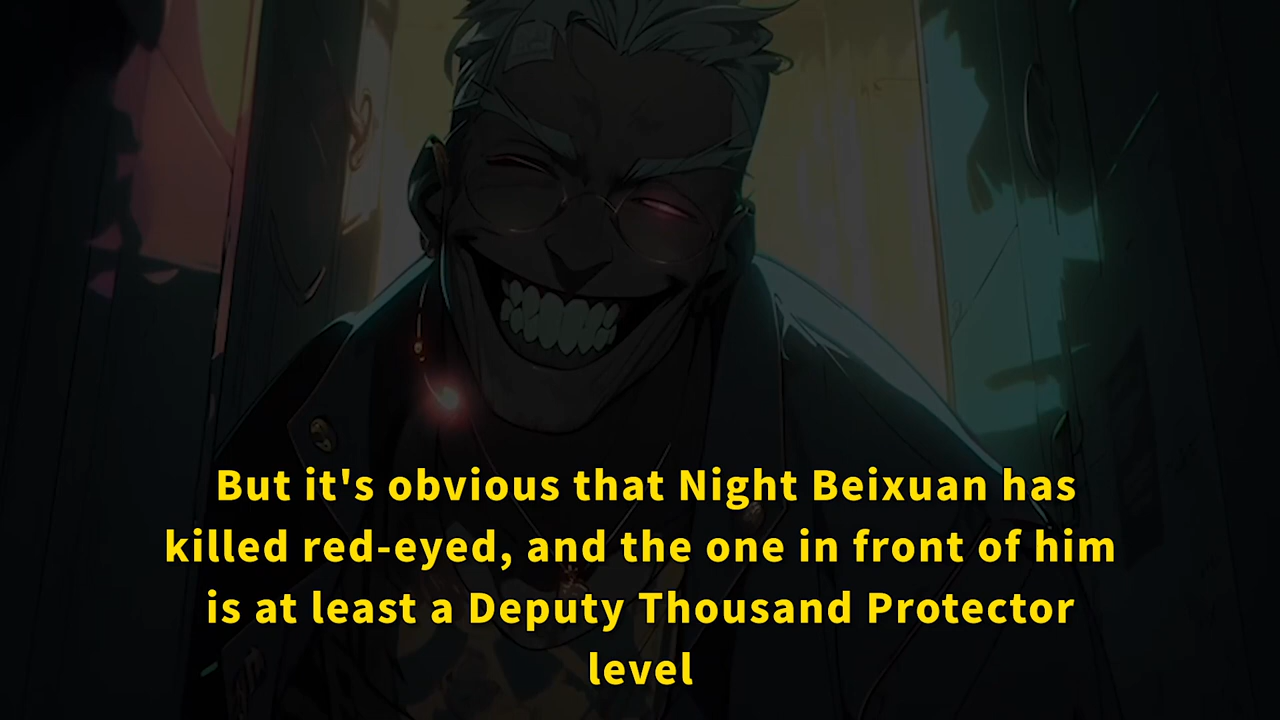 But it's obvious that Night Beixuan has
killed red-eyed, and the one in front of him
is at least a Deputy Thousand Protector
level